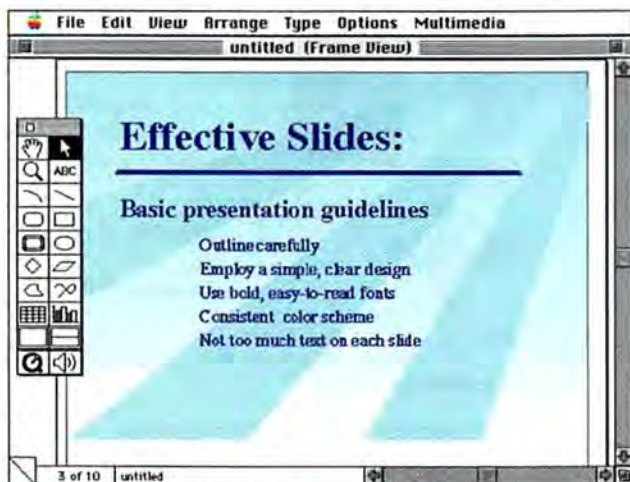 File Edit View Arrange Type Options Multimedia
untitled (Frame View)
ABC
Effective Slides:
Basic presentation guidelines
Outline carefully
Employ a simple, clear design
Use bold, easy-to-read fonts
Consistent color scheme
Not too much text on each slide
3 of 10 untitled